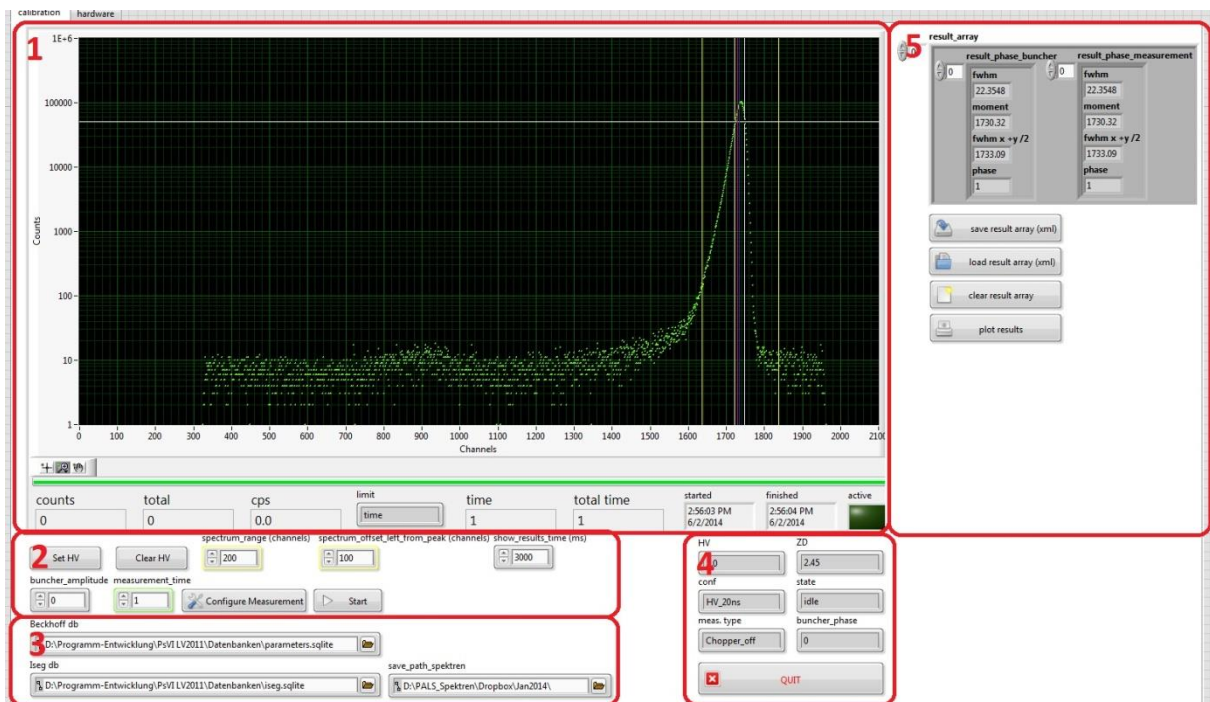 calibration hardware
1
1E+6
100000
10000
1000
100
10
1
Counts
0 100 200 300 400 500 600 700 800 900 1000 1100 1200 1300 1400 1500 1600 1700 1800 1900 2000 2100
Channels
counts total cps limit time total time started finished active
0 0 0.0 time 1 1 2:56:03 PM 2:56:04 PM
6/2/2014 6/2/2014
2
spectrum_range (channels) spectrum_offset_left_from_peak (channels) show_results_time (ms)
Set HV Clear HV 200 100 3000
buncher_amplitude measurement_time
0 1 Configure Measurement Start
3
Beckhoff db
D:\Programm-Entwicklung\PsVI LV2011\Datenbanken\parameters.sqlite
Iseg db save_path_spektren
D:\Programm-Entwicklung\PsVI LV2011\Datenbanken\iseg.sqlite D:\PALS_Spektren\Dropbox\Jan2014\
4
HV ZD
2.45
conf state
HV_20ns idle
meas. type buncher_phase
Chopper_off 0
QUIT
5
result_array
result_phase_buncher result_phase_measurement
0 fwhm 0 fwhm
22.3548 22.3548
moment moment
1730.32 1730.32
fwhm x +y /2 fwhm x +y /2
1733.09 1733.09
phase phase
1 1
save result array (xml)
load result array (xml)
clear result array
plot results